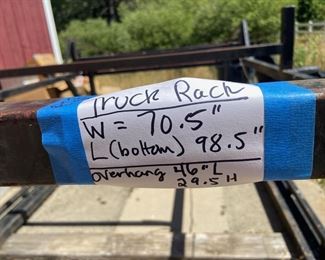 Truck Rack
W = 70.5"
L (bottom) 98.5"
overhang 46" L
29.5 H